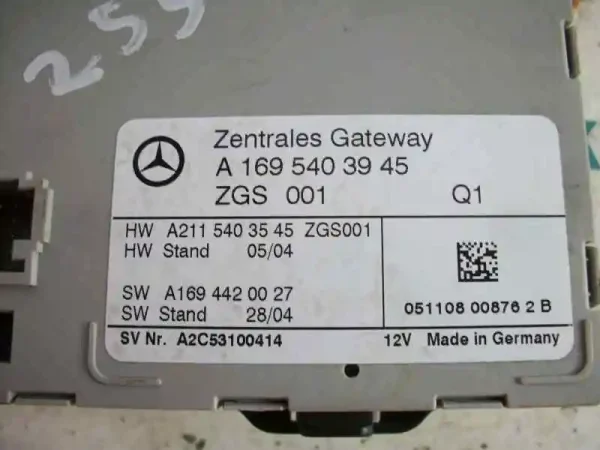 255
Zentrales Gateway
A 169 540 39 45
ZGS 001 Q1
HW A211 540 35 45 ZGS001
HW Stand 05/04
SW A169 442 00 27
SW Stand 28/04
051108 00876 2 B
SV Nr. A2C53100414 12V Made in Germany